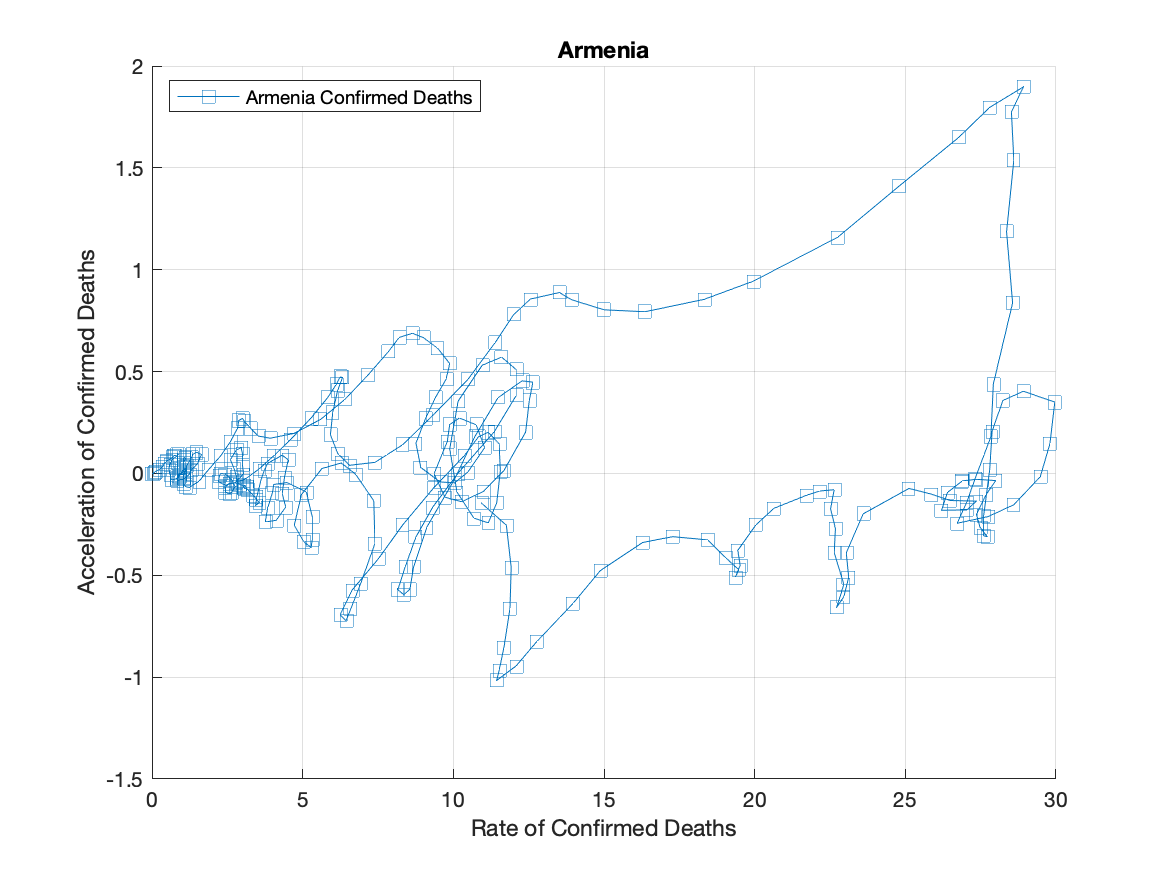 Armenia
Armenia Confirmed Deaths
2
1.5
1
0.5
0
-0.5
-1
-1.5
Acceleration of Confirmed Deaths
0 5 10 15 20 25 30
Rate of Confirmed Deaths